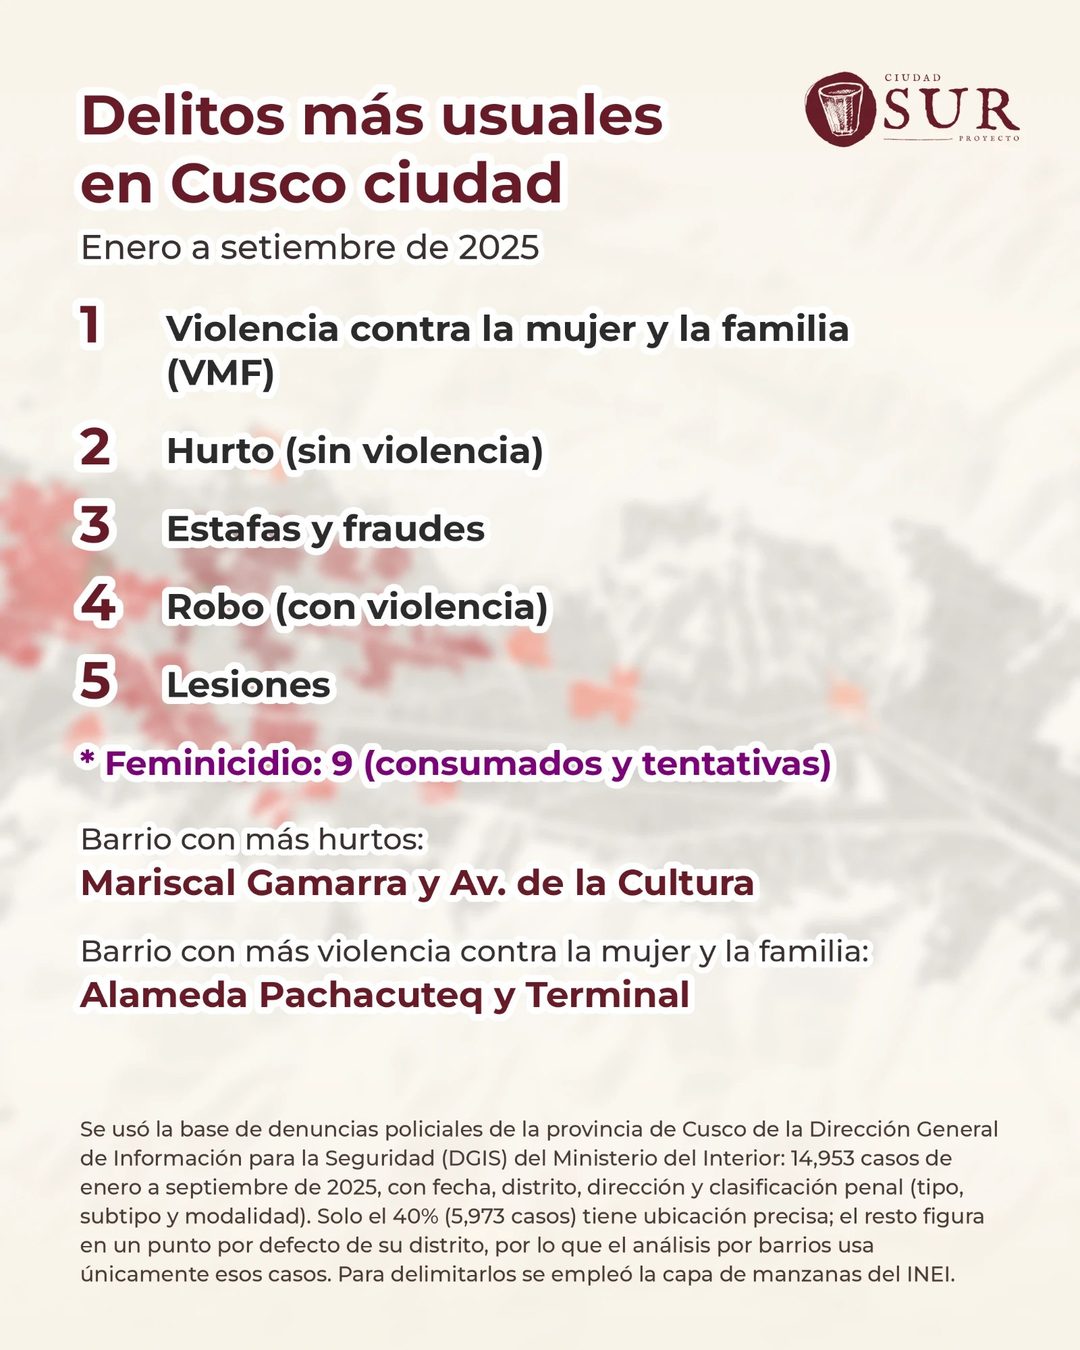 Delitos más usuales
en Cusco ciudad
CIUDAD
SUR
PROYECTO
Enero a setiembre de 2025
1 Violencia contra la mujer y la familia
(VMF)
2 Hurto (sin violencia)
3 Estafas y fraudes
4 Robo (con violencia)
5 Lesiones
* Feminicidio: 9 (consumados y tentativas)
Barrio con más hurtos:
Mariscal Gamarra y Av. de la Cultura
Barrio con más violencia contra la mujer y la familia:
Alameda Pachacuteq y Terminal
Se usó la base de denuncias policiales de la provincia de Cusco de la Dirección General
de Información para la Seguridad (DGIS) del Ministerio del Interior: 14,953 casos de
enero a septiembre de 2025, con fecha, distrito, dirección y clasificación penal (tipo,
subtipo y modalidad). Solo el 40% (5,973 casos) tiene ubicación precisa; el resto figura
en un punto por defecto de su distrito, por lo que el análisis por barrios usa
únicamente esos casos. Para delimitarlos se empleó la capa de manzanas del INEI.